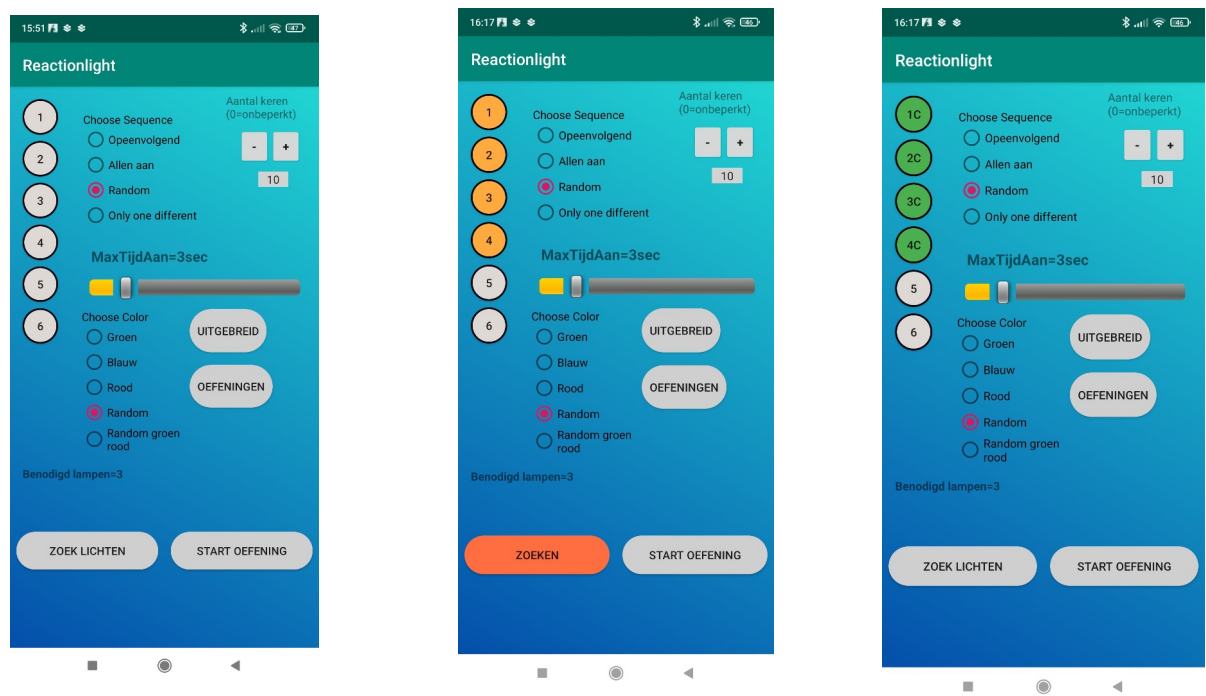 15:51
47
Reactionlight
Aantal keren
(0=onbeperkt)
1
Choose Sequence
Opeenvolgend
- +
2
Allen aan
10
3
Random
Only one different
4
MaxTijdAan=3sec
5
Choose Color
6
UITGEBREID
Groen
Blauw
Rood
OEFENINGEN
Random
Random groen
rood
Benodigd lampen=3
ZOEK LICHTEN
START OEFENING
16:17
46
Reactionlight
Aantal keren
(0=onbeperkt)
1
Choose Sequence
Opeenvolgend
- +
2
Allen aan
10
3
Random
Only one different
4
MaxTijdAan=3sec
5
Choose Color
6
UITGEBREID
Groen
Blauw
Rood
OEFENINGEN
Random
Random groen
rood
Benodigd lampen=3
ZOEKEN
START OEFENING
16:17
46
Reactionlight
Aantal keren
(0=onbeperkt)
1C
Choose Sequence
Opeenvolgend
- +
2C
Allen aan
10
3C
Random
Only one different
4C
MaxTijdAan=3sec
5
Choose Color
6
UITGEBREID
Groen
Blauw
Rood
OEFENINGEN
Random
Random groen
rood
Benodigd lampen=3
ZOEK LICHTEN
START OEFENING